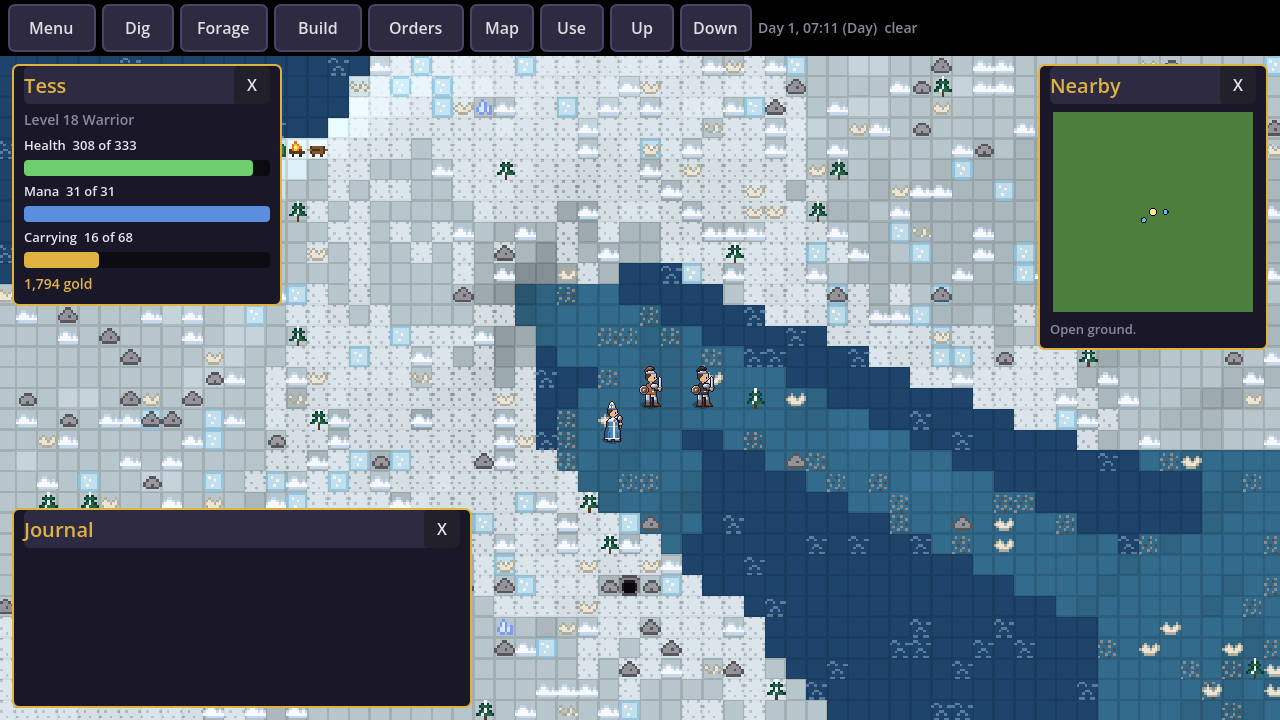 Menu Dig Forage Build Orders Map Use Up Down Day 1, 07:11 (Day) clear
Tess X
Level 18 Warrior
Health 308 of 333
Mana 31 of 31
Carrying 16 of 68
1,794 gold
Nearby X
Open ground.
Journal X